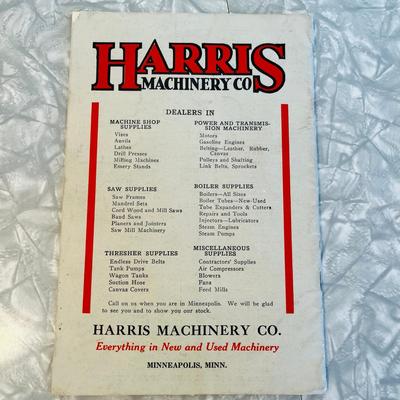 HARRIS
MACHINERY CO
DEALERS IN
MACHINE SHOP
SUPPLIES
Vises
Anvils
Lathes
Drill Presses
Milling Machines
Emery Stands
POWER AND TRANSMIS-
SION MACHINERY
Motors
Gasoline Engines
Belting—Leather, Rubber,
Canvas
Pulleys and Shafting
Link Belts, Sprockets
SAW SUPPLIES
Saw Frames
Mandrel Sets
Cord Wood and Mill Saws
Band Saws
Planers and Jointers
Saw Mill Machinery
BOILER SUPPLIES
Boilers—All Sizes
Boiler Tubes—New-Used
Tube Expanders & Cutters
Repairs and Tools
Injectors—Lubricators
Steam Engines
Steam Pumps
THRESHER SUPPLIES
Endless Drive Belts
Tank Pumps
Wagon Tanks
Suction Hose
Canvas Covers
MISCELLANEOUS
SUPPLIES
Contractors' Supplies
Air Compressors
Blowers
Fans
Feed Mills
Call on us when you are in Minneapolis. We will be glad
to see you and to show you our stock.
HARRIS MACHINERY CO.
Everything in New and Used Machinery
MINNEAPOLIS, MINN.